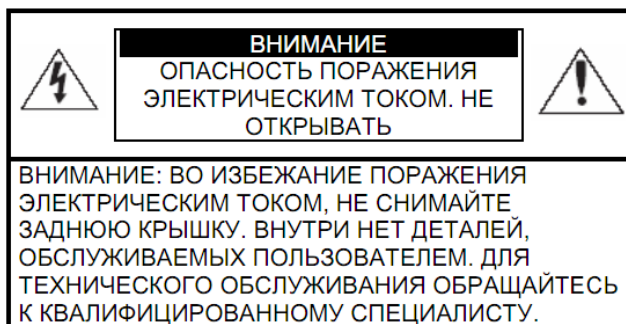 ВНИМАНИЕ
ОПАСНОСТЬ ПОРАЖЕНИЯ
ЭЛЕКТРИЧЕСКИМ ТОКОМ. НЕ
ОТКРЫВАТЬ
ВНИМАНИЕ: ВО ИЗБЕЖАНИЕ ПОРАЖЕНИЯ
ЭЛЕКТРИЧЕСКИМ ТОКОМ, НЕ СНИМАЙТЕ
ЗАДНЮЮ КРЫШКУ. ВНУТРИ НЕТ ДЕТАЛЕЙ,
ОБСЛУЖИВАЕМЫХ ПОЛЬЗОВАТЕЛЕМ. ДЛЯ
ТЕХНИЧЕСКОГО ОБСЛУЖИВАНИЯ ОБРАЩАЙТЕСЬ
К КВАЛИФИЦИРОВАННОМУ СПЕЦИАЛИСТУ.